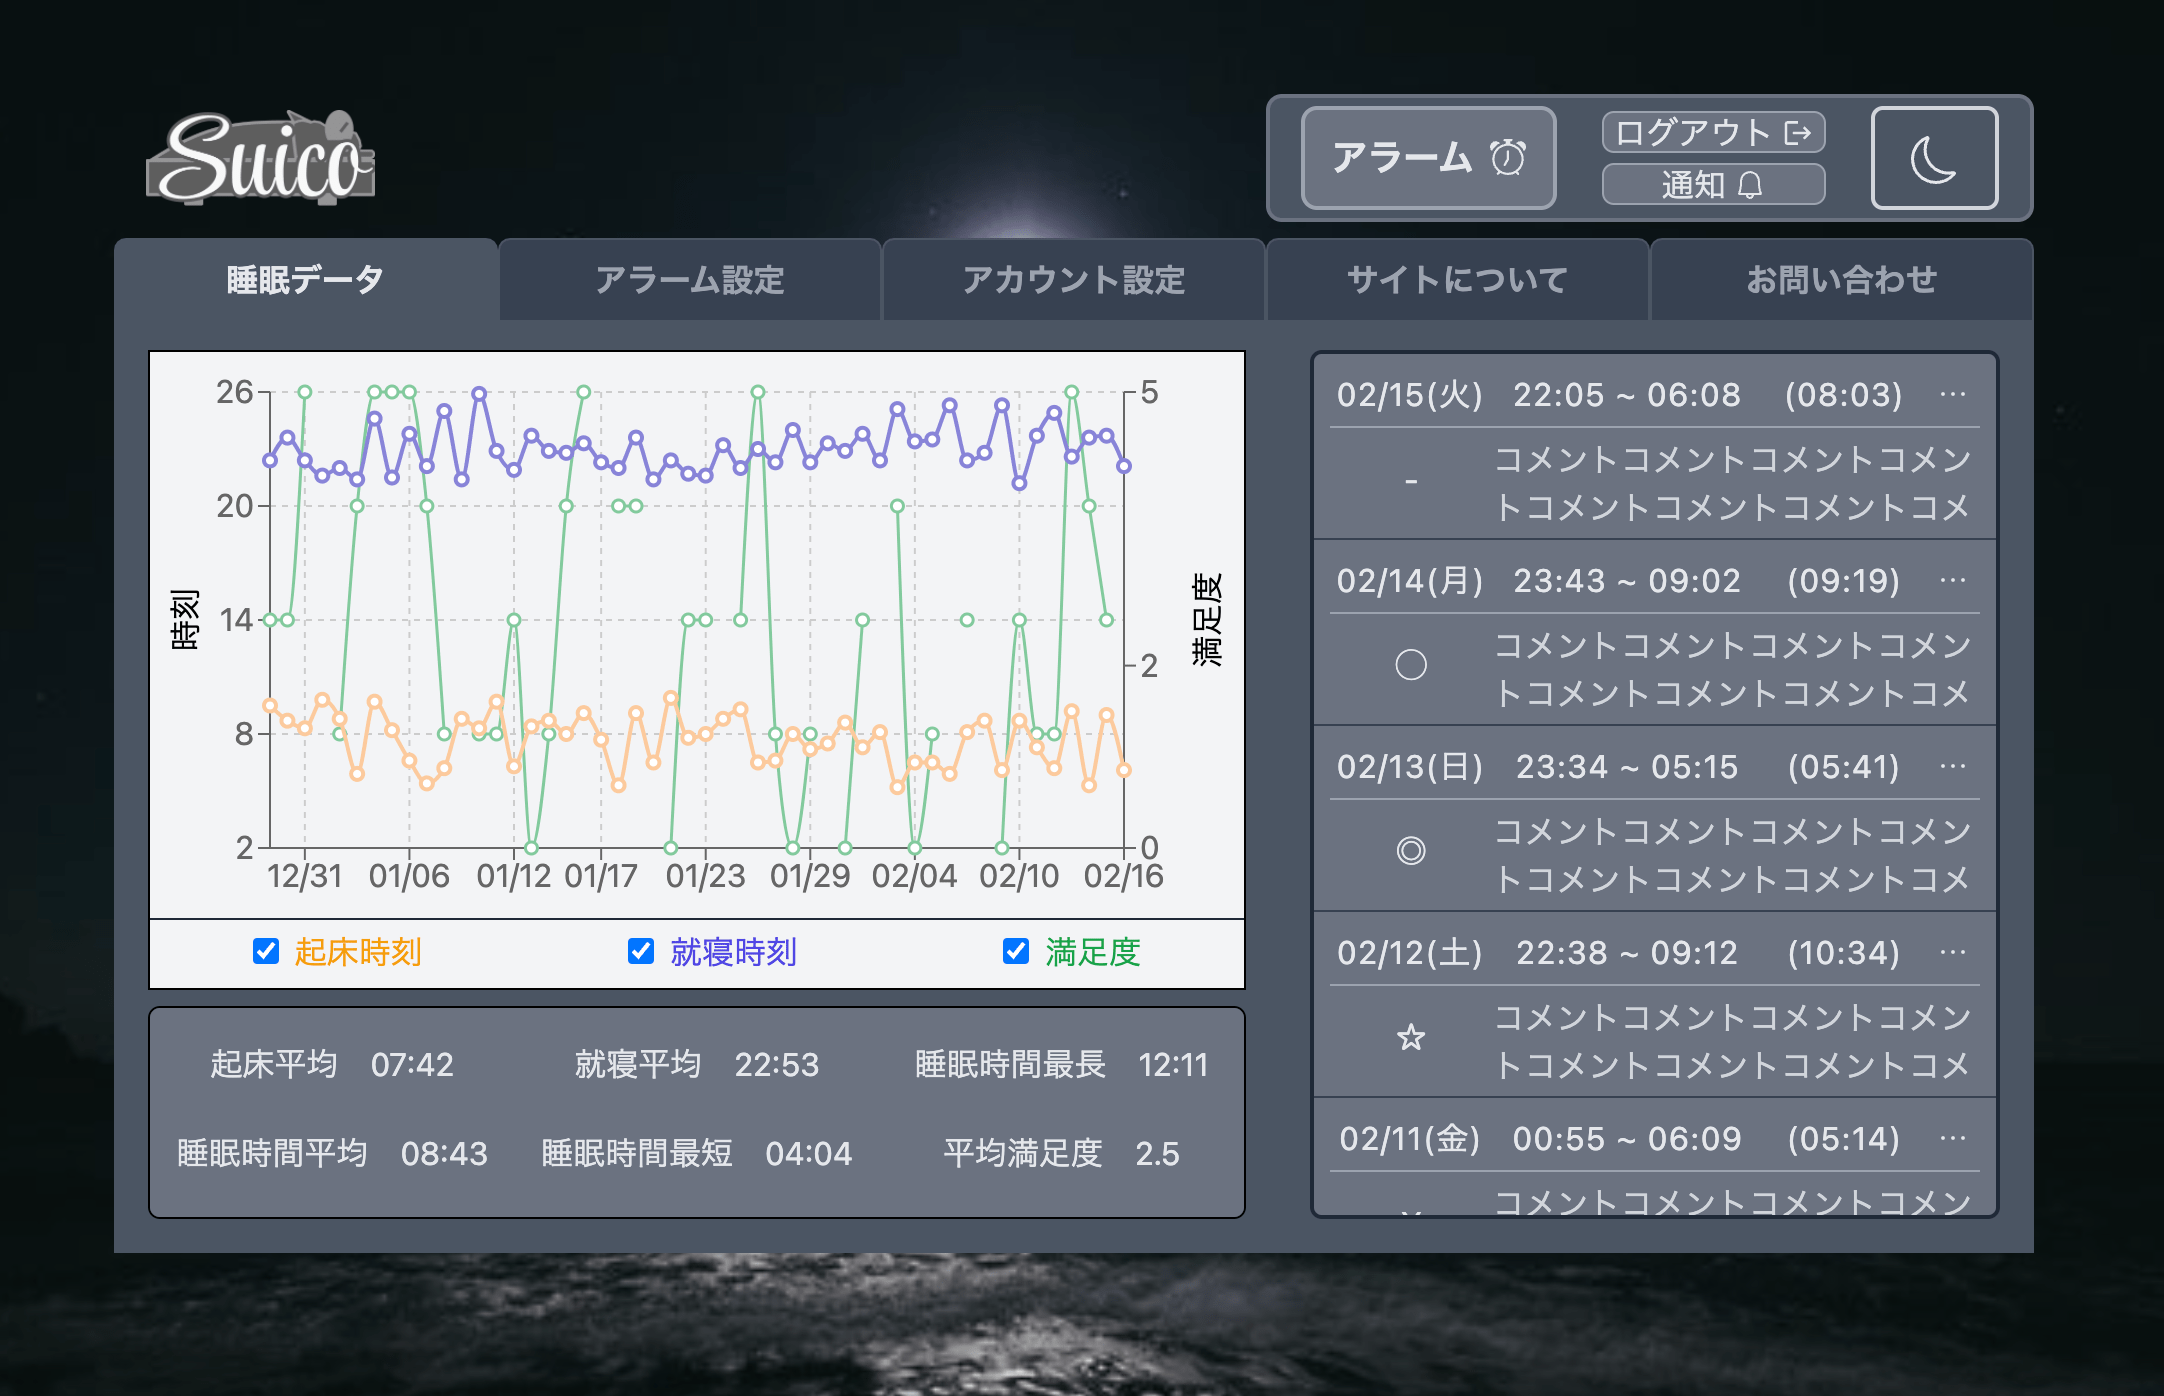 Suico
アラーム
ログアウト
通知
睡眠データ
アラーム設定
アカウント設定
サイトについて
お問い合わせ
26
20
14
8
2
時刻
5
2
0
満足度
12/31 01/06 01/12 01/17 01/23 01/29 02/04 02/10 02/16
起床時刻
就寝時刻
満足度
起床平均 07:42
就寝平均 22:53
睡眠時間最長 12:11
睡眠時間平均 08:43
睡眠時間最短 04:04
平均満足度 2.5
02/15(火) 22:05 ~ 06:08 (08:03) …
-
コメントコメントコメントコメン
トコメントコメントコメントコメ
02/14(月) 23:43 ~ 09:02 (09:19) …
○
コメントコメントコメントコメン
トコメントコメントコメントコメ
02/13(日) 23:34 ~ 05:15 (05:41) …
◎
コメントコメントコメントコメン
トコメントコメントコメントコメ
02/12(土) 22:38 ~ 09:12 (10:34) …
☆
コメントコメントコメントコメン
トコメントコメントコメントコメ
02/11(金) 00:55 ~ 06:09 (05:14) …
コメントコメントコメントコメン